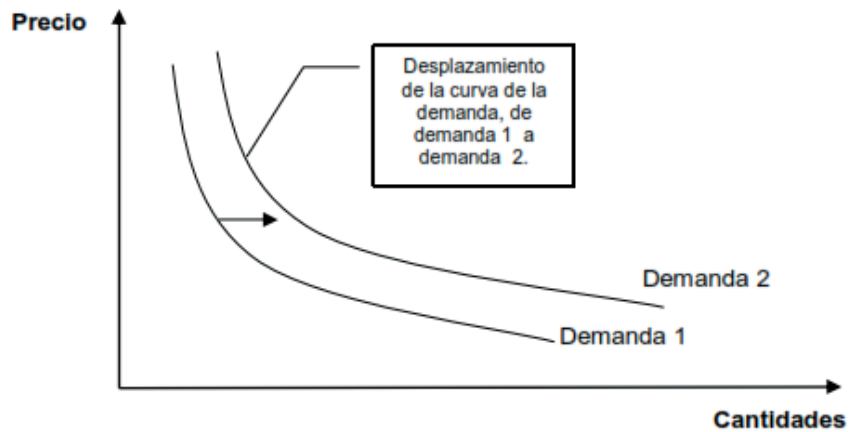 Precio
Desplazamiento
de la curva de la
demanda, de
demanda 1 a
demanda 2.
Demanda 2
Demanda 1
Cantidades